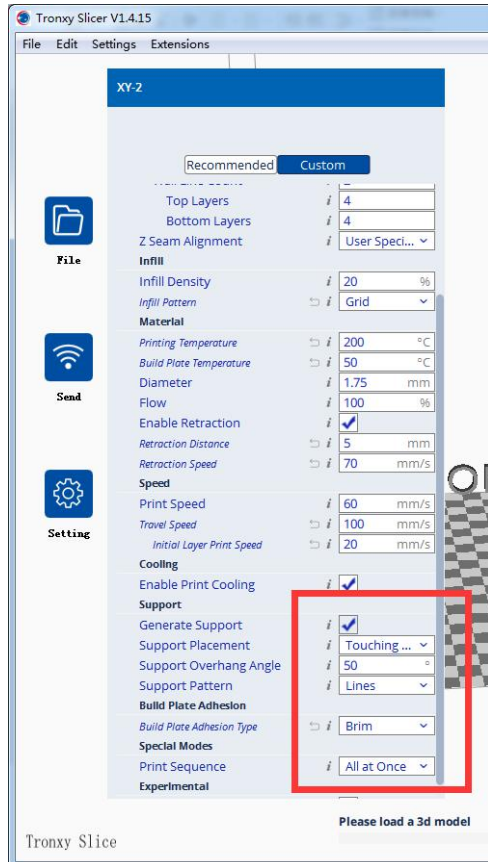 Tronxy Slicer V1.4.15
File Edit Settings Extensions
XY-2
Recommended Custom
Top Layers i 4
Bottom Layers i 4
Z Seam Alignment i User Speci...
Infill
Infill Density i 20 %
Infill Pattern i Grid
Material
Printing Temperature i 200 °C
Build Plate Temperature i 50 °C
Diameter i 1.75 mm
Flow i 100 %
Enable Retraction i
Retraction Distance i 5 mm
Retraction Speed i 70 mm/s
Speed
Print Speed i 60 mm/s
Travel Speed i 100 mm/s
Initial Layer Print Speed i 20 mm/s
Cooling
Enable Print Cooling i
Support
Generate Support i
Support Placement i Touching ...
Support Overhang Angle i 50 °
Support Pattern i Lines
Build Plate Adhesion
Build Plate Adhesion Type i Brim
Special Modes
Print Sequence i All at Once
Experimental
File
Send
Setting
Please load a 3d model
Tronxy Slice